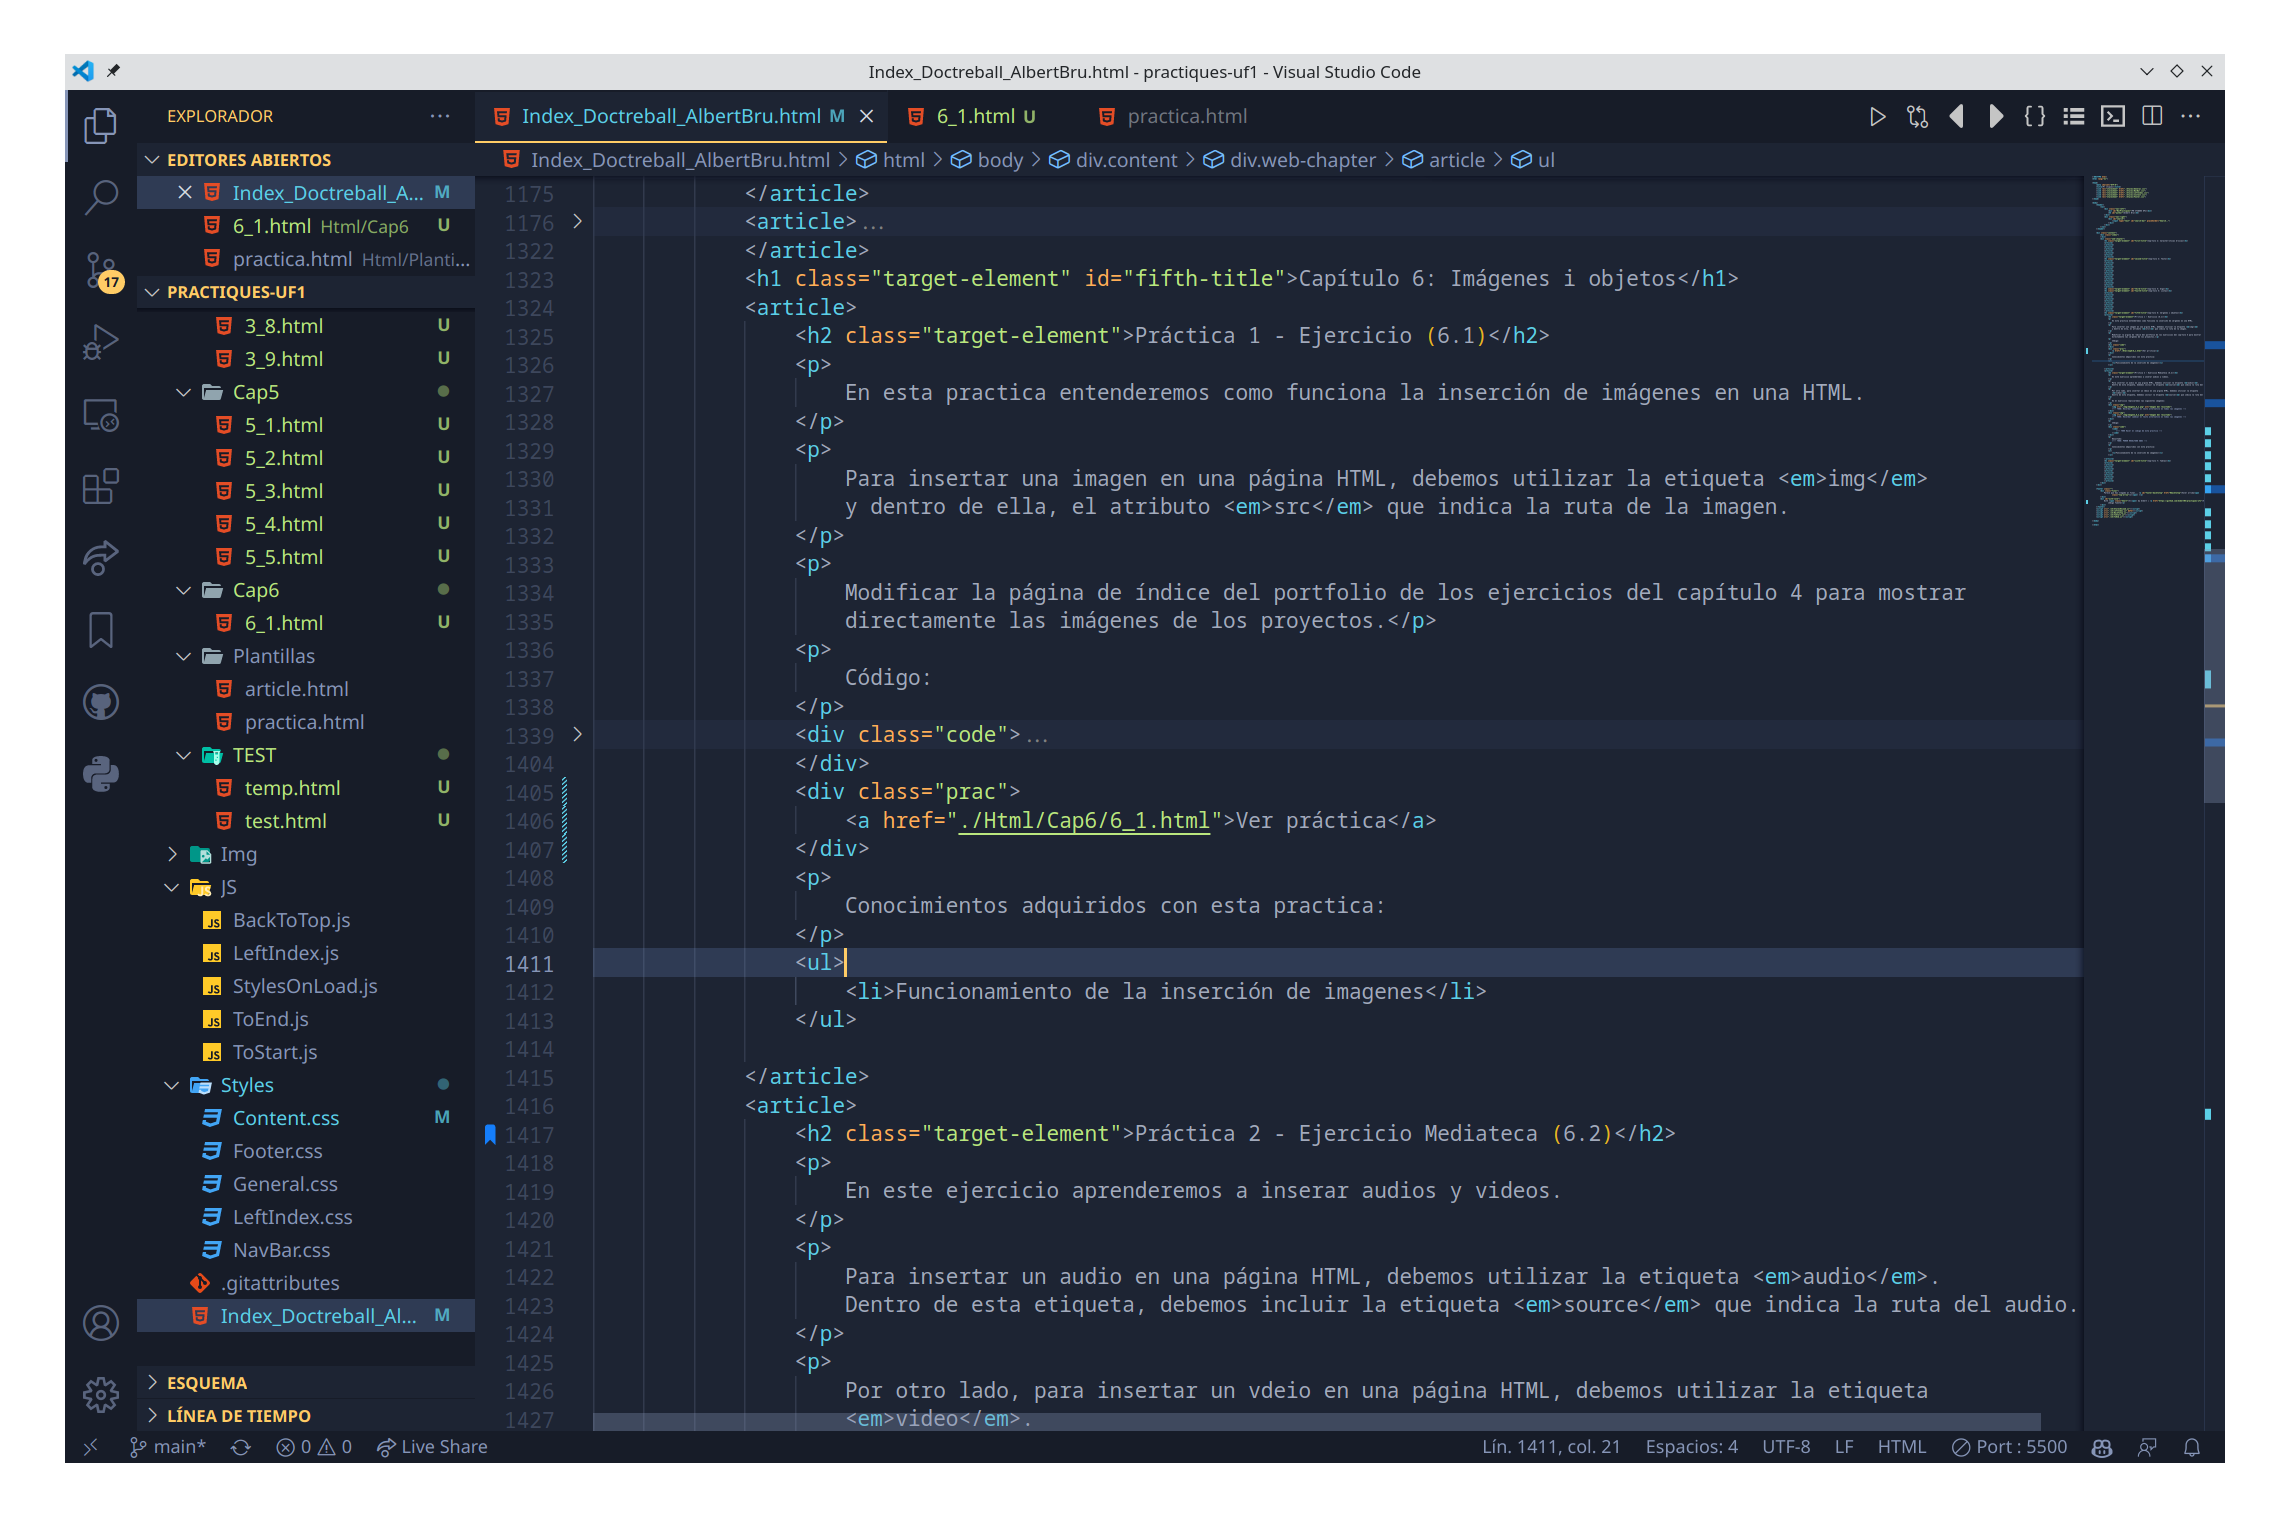 Index_Doctreball_AlbertBru.html - practiques-uf1 - Visual Studio Code
EXPLORADOR
Index_Doctreball_AlbertBru.html M
6_1.html U
practica.html
EDITORES ABIERTOS
Index_Doctreball_A... M
6_1.html Html/Cap6 U
practica.html Html/Planti...
17
PRACTIQUES-UF1
3_8.html U
3_9.html U
Cap5
5_1.html U
5_2.html U
5_3.html U
5_4.html U
5_5.html U
Cap6
6_1.html U
Plantillas
article.html
practica.html
TEST
temp.html U
test.html U
Img
JS
BackToTop.js
LeftIndex.js
StylesOnLoad.js
ToEnd.js
ToStart.js
Styles
Content.css M
Footer.css
General.css
LeftIndex.css
NavBar.css
.gitattributes
Index_Doctreball_Al... M
ESQUEMA
LÍNEA DE TIEMPO
Index_Doctreball_AlbertBru.html > html > body > div.content > div.web-chapter > article > ul
1175 </article>
1176 <article>...
1322 </article>
1323 <h1 class="target-element" id="fifth-title">Capítulo 6: Imágenes i objetos</h1>
1324 <article>
1325 <h2 class="target-element">Práctica 1 - Ejercicio (6.1)</h2>
1326 <p>
1327 En esta practica entenderemos como funciona la inserción de imágenes en una HTML.
1328 </p>
1329 <p>
1330 Para insertar una imagen en una página HTML, debemos utilizar la etiqueta <em>img</em>
1331 y dentro de ella, el atributo <em>src</em> que indica la ruta de la imagen.
1332 </p>
1333 <p>
1334 Modificar la página de índice del portfolio de los ejercicios del capítulo 4 para mostrar
1335 directamente las imágenes de los proyectos.</p>
1336 <p>
1337 Código:
1338 </p>
1339 <div class="code">...
1404 </div>
1405 <div class="prac">
1406 <a href="./Html/Cap6/6_1.html">Ver práctica</a>
1407 </div>
1408 <p>
1409 Conocimientos adquiridos con esta practica:
1410 </p>
1411 <ul>
1412 <li>Funcionamiento de la inserción de imagenes</li>
1413 </ul>
1414
1415 </article>
1416 <article>
1417 <h2 class="target-element">Práctica 2 - Ejercicio Mediateca (6.2)</h2>
1418 <p>
1419 En este ejercicio aprenderemos a inserar audios y videos.
1420 </p>
1421 <p>
1422 Para insertar un audio en una página HTML, debemos utilizar la etiqueta <em>audio</em>.
1423 Dentro de esta etiqueta, debemos incluir la etiqueta <em>source</em> que indica la ruta del audio.
1424 </p>
1425 <p>
1426 Por otro lado, para insertar un vdeio en una página HTML, debemos utilizar la etiqueta
1427 <em>video</em>.
main* 0 0 Live Share
Lín. 1411, col. 21 Espacios: 4 UTF-8 LF HTML Port : 5500